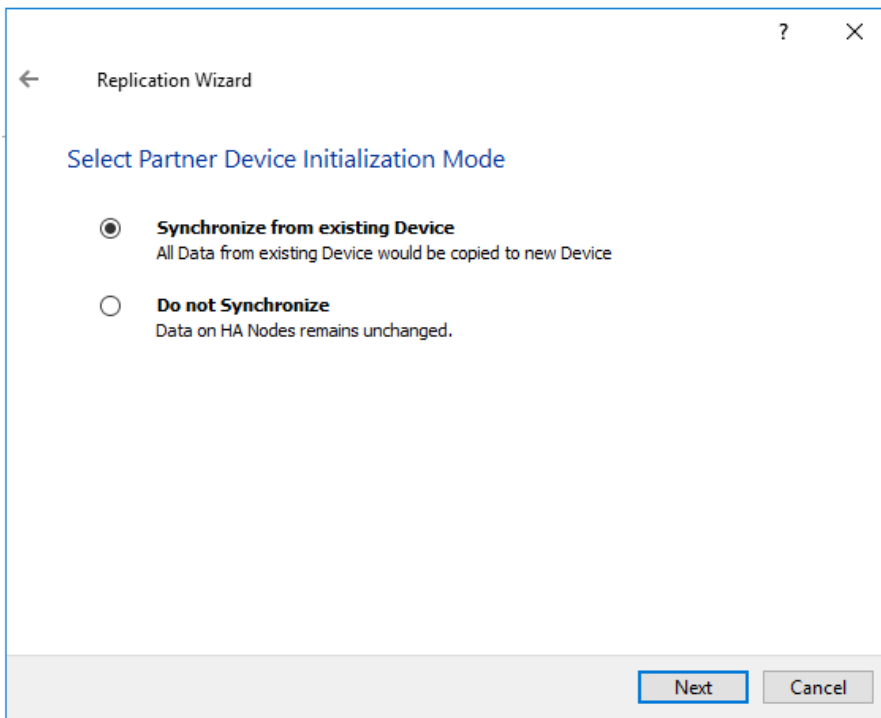 ?
Replication Wizard
Select Partner Device Initialization Mode
Synchronize from existing Device
All Data from existing Device would be copied to new Device
Do not Synchronize
Data on HA Nodes remains unchanged.
Next
Cancel